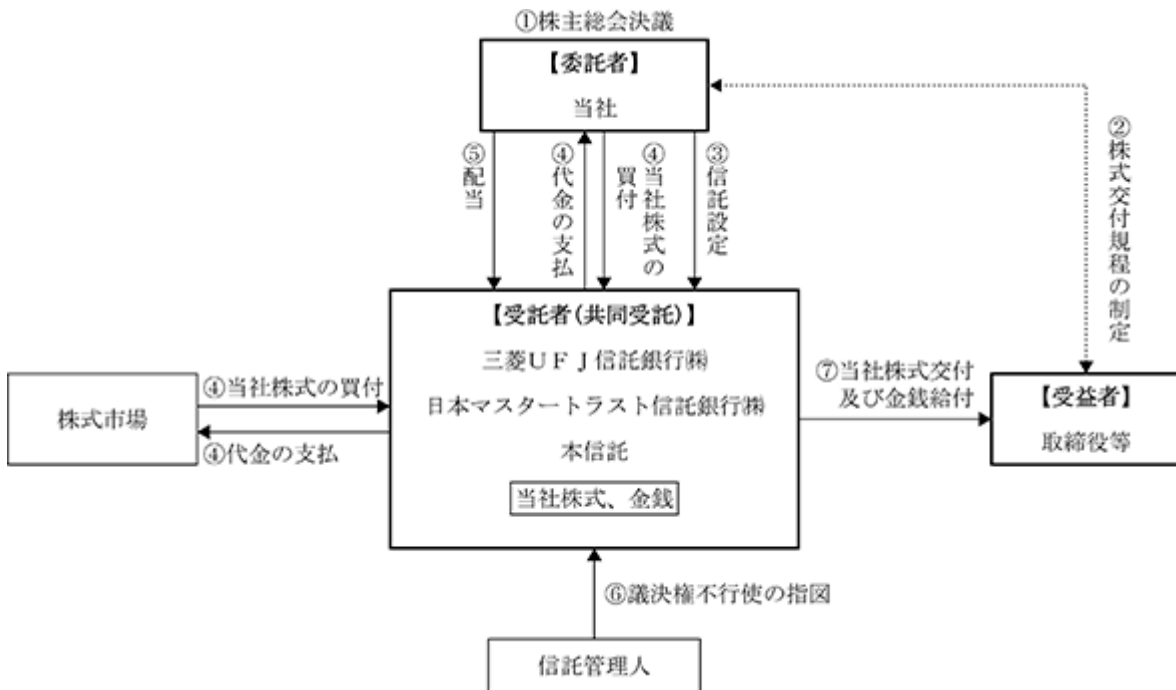 ①株主総会決議
【委託者】
当社
⑤配当
④代金の支払
④当社株式の
買付
③信託設定
②株式交付規程の制定
【受託者(共同受託)】
三菱UFJ信託銀行㈱
日本マスタートラスト信託銀行㈱
本信託
当社株式、金銭
株式市場
④当社株式の買付
④代金の支払
⑦当社株式交付
及び金銭給付
【受益者】
取締役等
⑥議決権不行使の指図
信託管理人